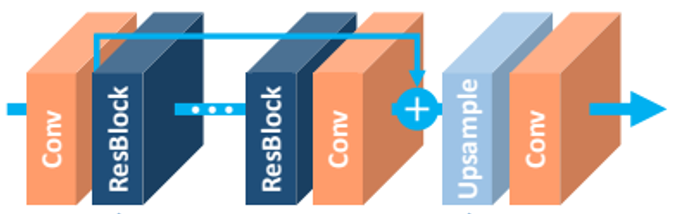 Conv
ResBlock
ResBlock
Conv
Upsample
Conv